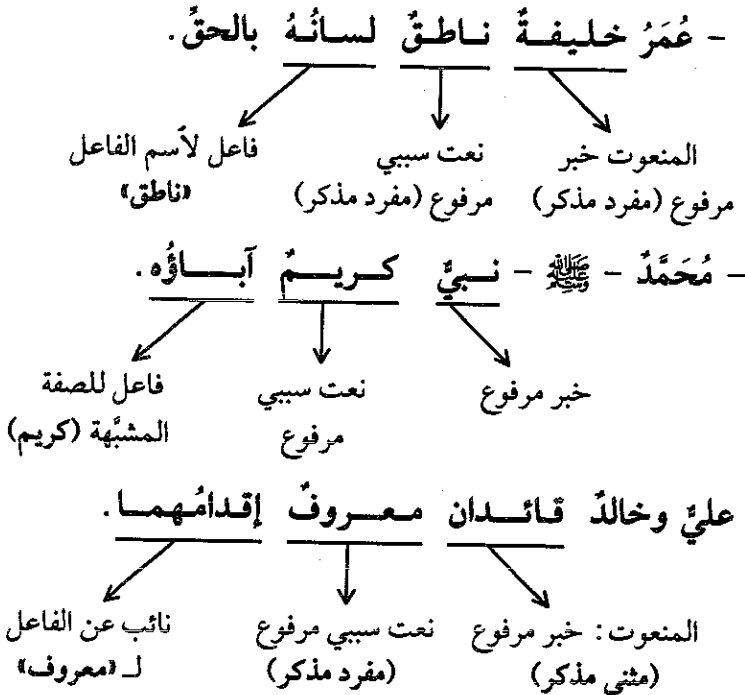 - عُمَرُ خليفةٌ ناطقٌ لسانُهُ بالحقِّ.
المنعوت خبر نعت سببي فاعل لٱسم الفاعل
مرفوع (مفرد مذكر) مرفوع (مفرد مذكر) «ناطق»
- مُحَمَّدٌ - ﷺ - نبيٌّ كريمٌ آباؤُه.
خبر مرفوع نعت سببي فاعل للصفة
مرفوع المشبَّهة (كريم)
عليٌّ وخالدٌ قائدان معروفٌ إقدامُهما.
المنعوت: خبر مرفوع نعت سببي مرفوع نائب عن الفاعل
(مثنى مذكر) (مفرد مذكر) لـ «معروف»